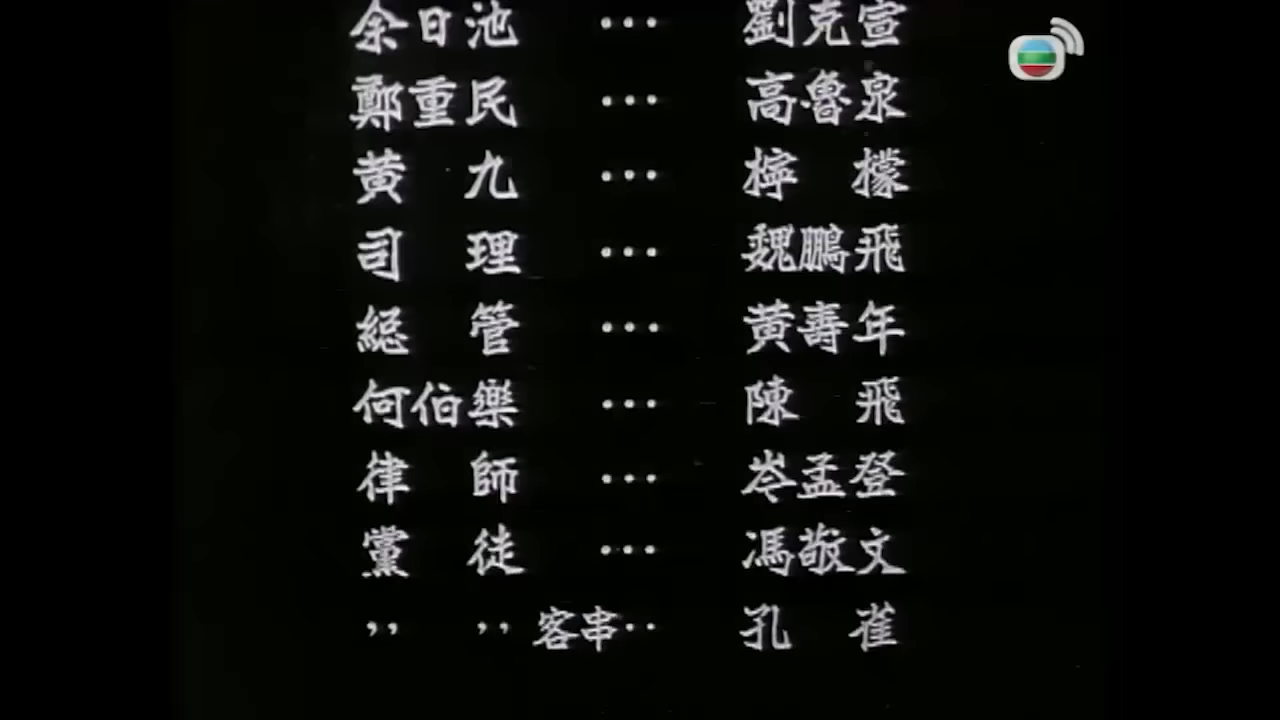 余日池 ... 劉克宣
鄭重民 ... 高魯泉
黃九 ... 檸檬
司理 ... 魏鵬飛
総管 ... 黃壽年
何伯樂 ... 陳飛
律師 ... 岑孟登
黨徒 ... 馮敬文
,, ,, 客串.. 孔雀